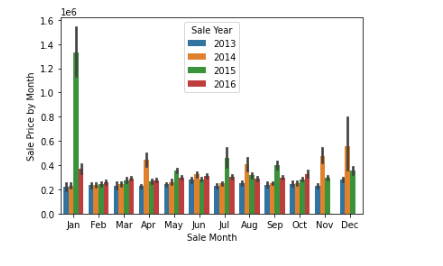 1e6
Sale Price by Month
1.6
1.4
1.2
1.0
0.8
0.6
0.4
0.2
0.0
Sale Year
2013
2014
2015
2016
Jan Feb Mar Apr May Jun Jul Aug Sep Oct Nov Dec
Sale Month